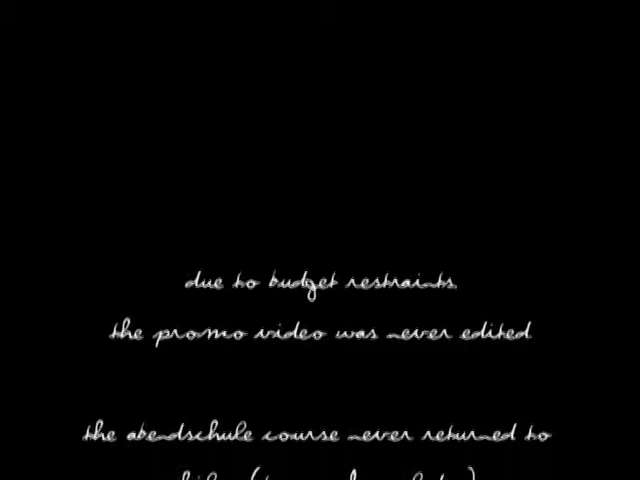 due to budget restraints,
the promo video was never edited
the abendschule course never returned to